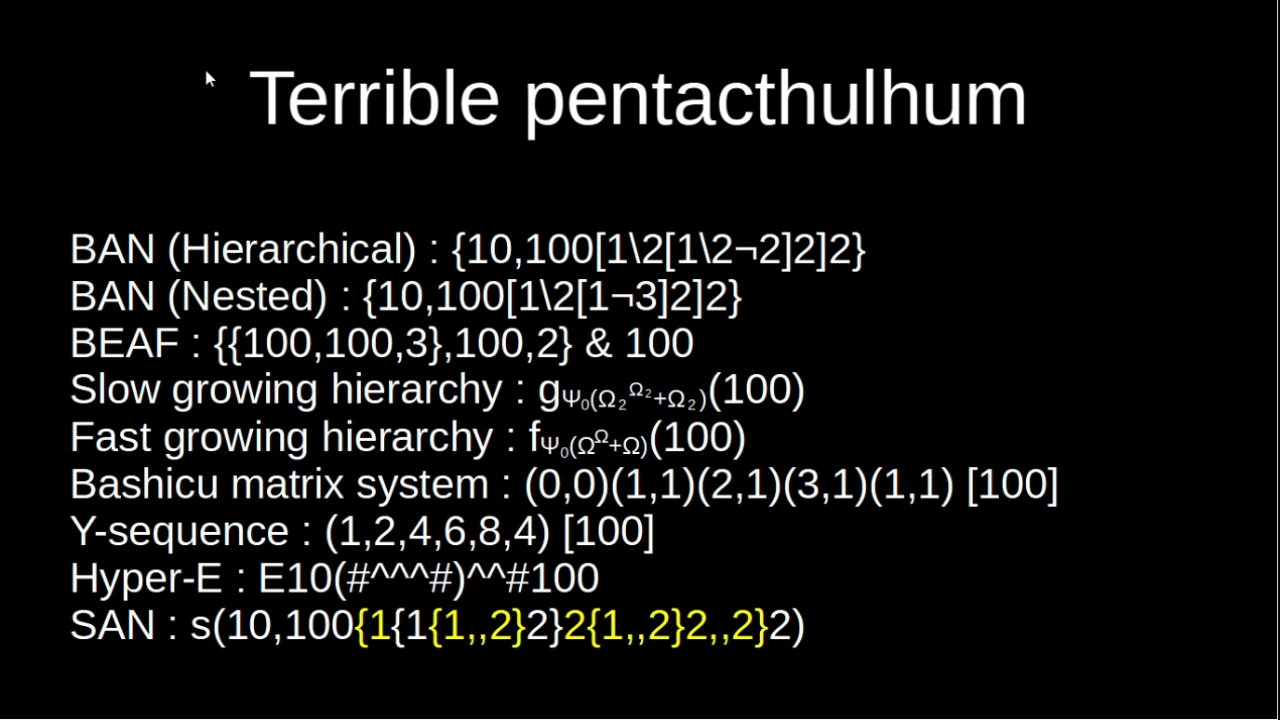 Terrible pentacthulhum
BAN (Hierarchical) : {10,100[1\2[1\2¬2]2]2}
BAN (Nested) : {10,100[1\2[1¬3]2]2}
BEAF : {{100,100,3},100,2} & 100
Slow growing hierarchy : gΨ₀(Ω₂^Ω₂+Ω₂)(100)
Fast growing hierarchy : fΨ₀(Ω^Ω+Ω)(100)
Bashicu matrix system : (0,0)(1,1)(2,1)(3,1)(1,1) [100]
Y-sequence : (1,2,4,6,8,4) [100]
Hyper-E : E10(#^^^#)^^#100
SAN : s(10,100{1{1{1,,2}2}2{1,,2}2,,2}2)